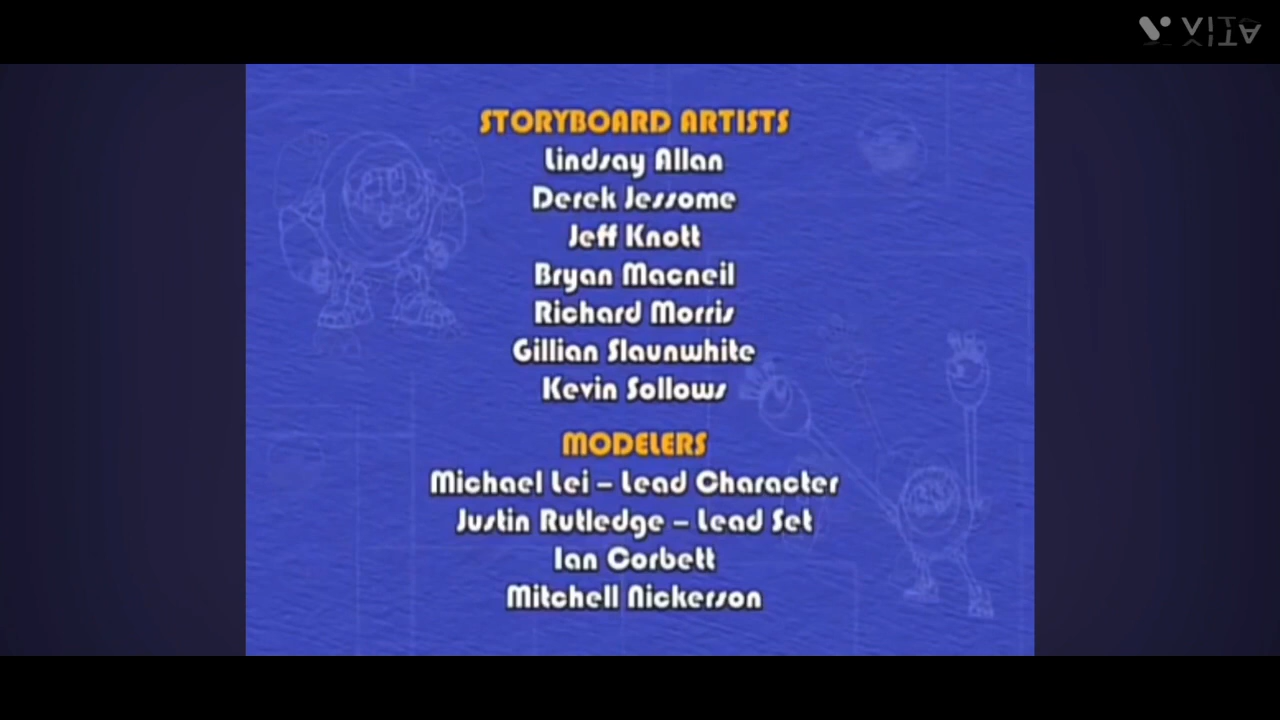 VITA
STORYBOARD ARTISTS
Lindsay Allan
Derek Jessome
Jeff Knott
Bryan Macneil
Richard Morris
Gillian Slaunwhite
Kevin Sollows
MODELERS
Michael Lei – Lead Character
Justin Rutledge – Lead Set
Ian Corbett
Mitchell Nickerson